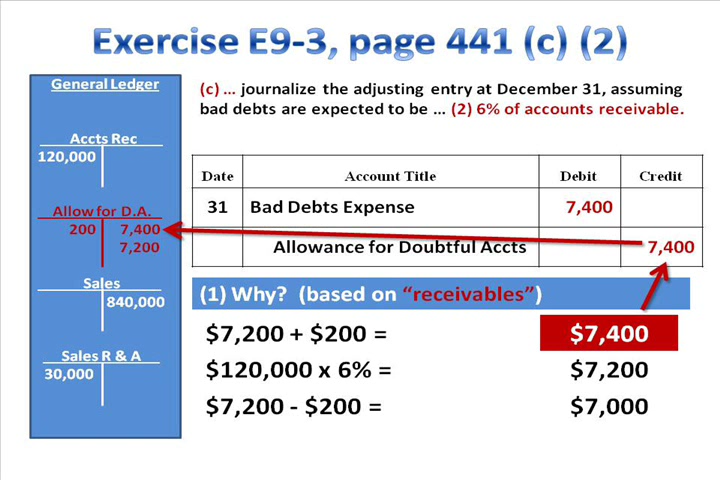 Exercise E9-3, page 441 (c) (2)
General Ledger
Accts Rec
120,000
Allow for D.A.
200 7,400
7,200
Sales
840,000
Sales R & A
30,000
(c) ... journalize the adjusting entry at December 31, assuming
bad debts are expected to be ... (2) 6% of accounts receivable.
Date Account Title Debit Credit
31 Bad Debts Expense 7,400
Allowance for Doubtful Accts 7,400
(1) Why? (based on “receivables”)
$7,200 + $200 = $7,400
$120,000 x 6% = $7,200
$7,200 - $200 = $7,000